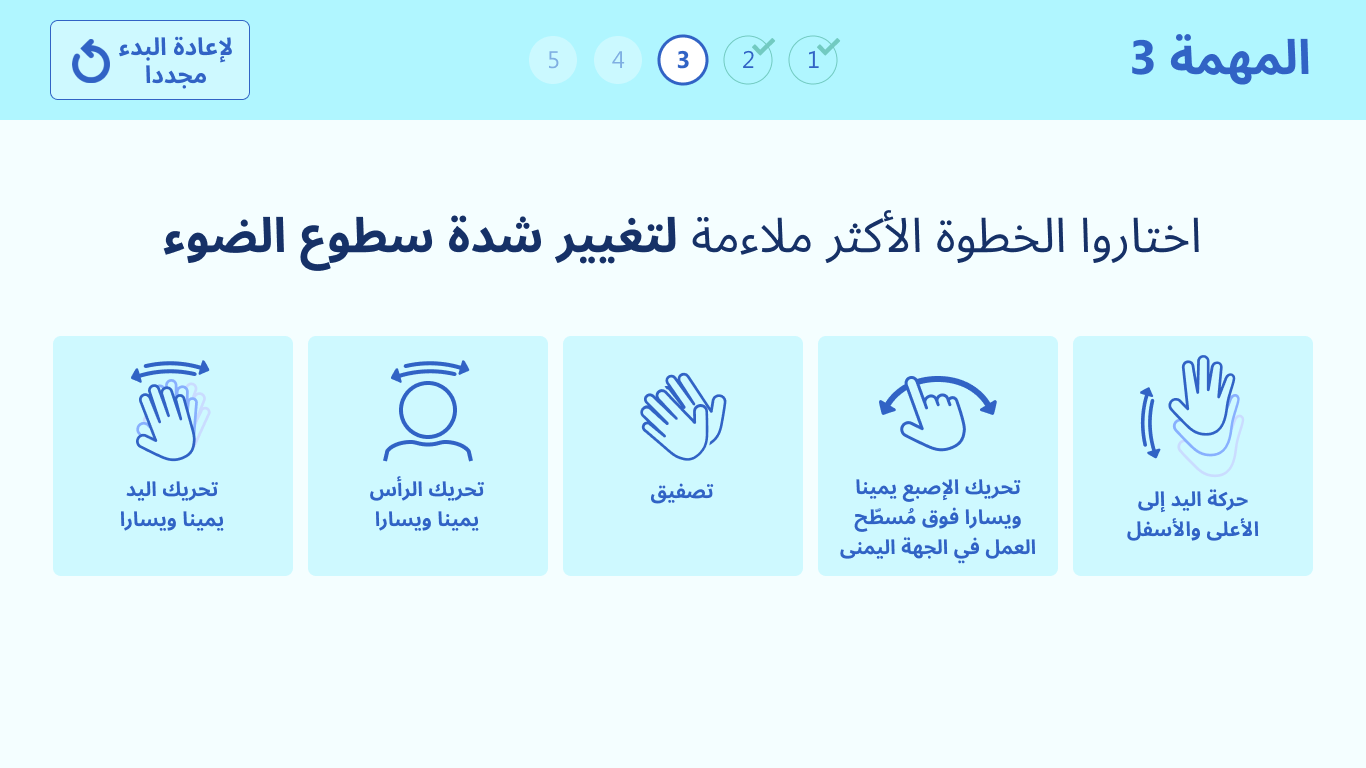 المهمة 3
1
2
3
4
5
لإعادة البدء
مجددا
اختاروا الخطوة الأكثر ملاءمة لتغيير شدة سطوع الضوء
حركة اليد إلى
الأعلى والأسفل
تحريك الإصبع يمينا
ويسارا فوق مُسطّح
العمل في الجهة اليمنى
تصفيق
تحريك الرأس
يمينا ويسارا
تحريك اليد
يمينا ويسارا